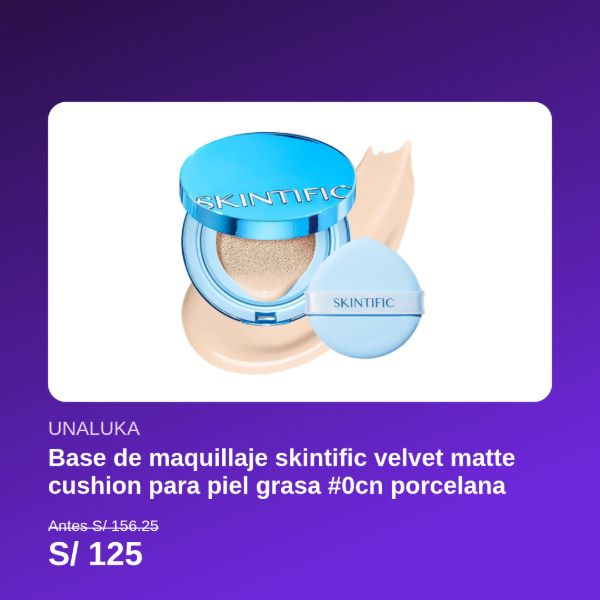 SKINTIFIC
SKINTIFIC
UNALUKA
Base de maquillaje skintific velvet matte
cushion para piel grasa #0cn porcelana
Antes S/ 156.25
S/ 125